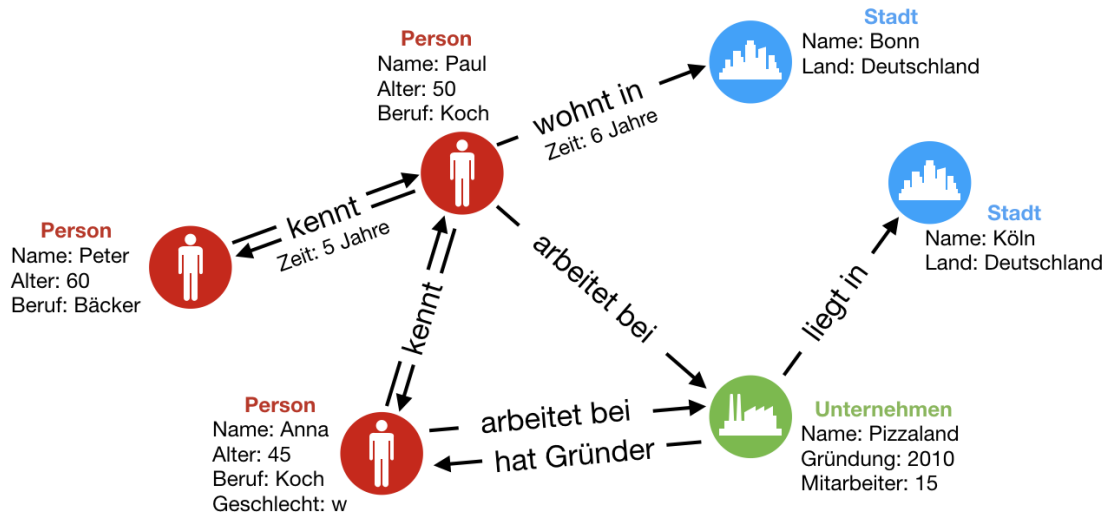 Person
Name: Paul
Alter: 50
Beruf: Koch
Stadt
Name: Bonn
Land: Deutschland
wohnt in
Zeit: 6 Jahre
kennt
Zeit: 5 Jahre
Person
Name: Peter
Alter: 60
Beruf: Bäcker
Stadt
Name: Köln
Land: Deutschland
arbeitet bei
liegt in
kennt
Person
Name: Anna
Alter: 45
Beruf: Koch
Geschlecht: w
arbeitet bei
hat Gründer
Unternehmen
Name: Pizzaland
Gründung: 2010
Mitarbeiter: 15